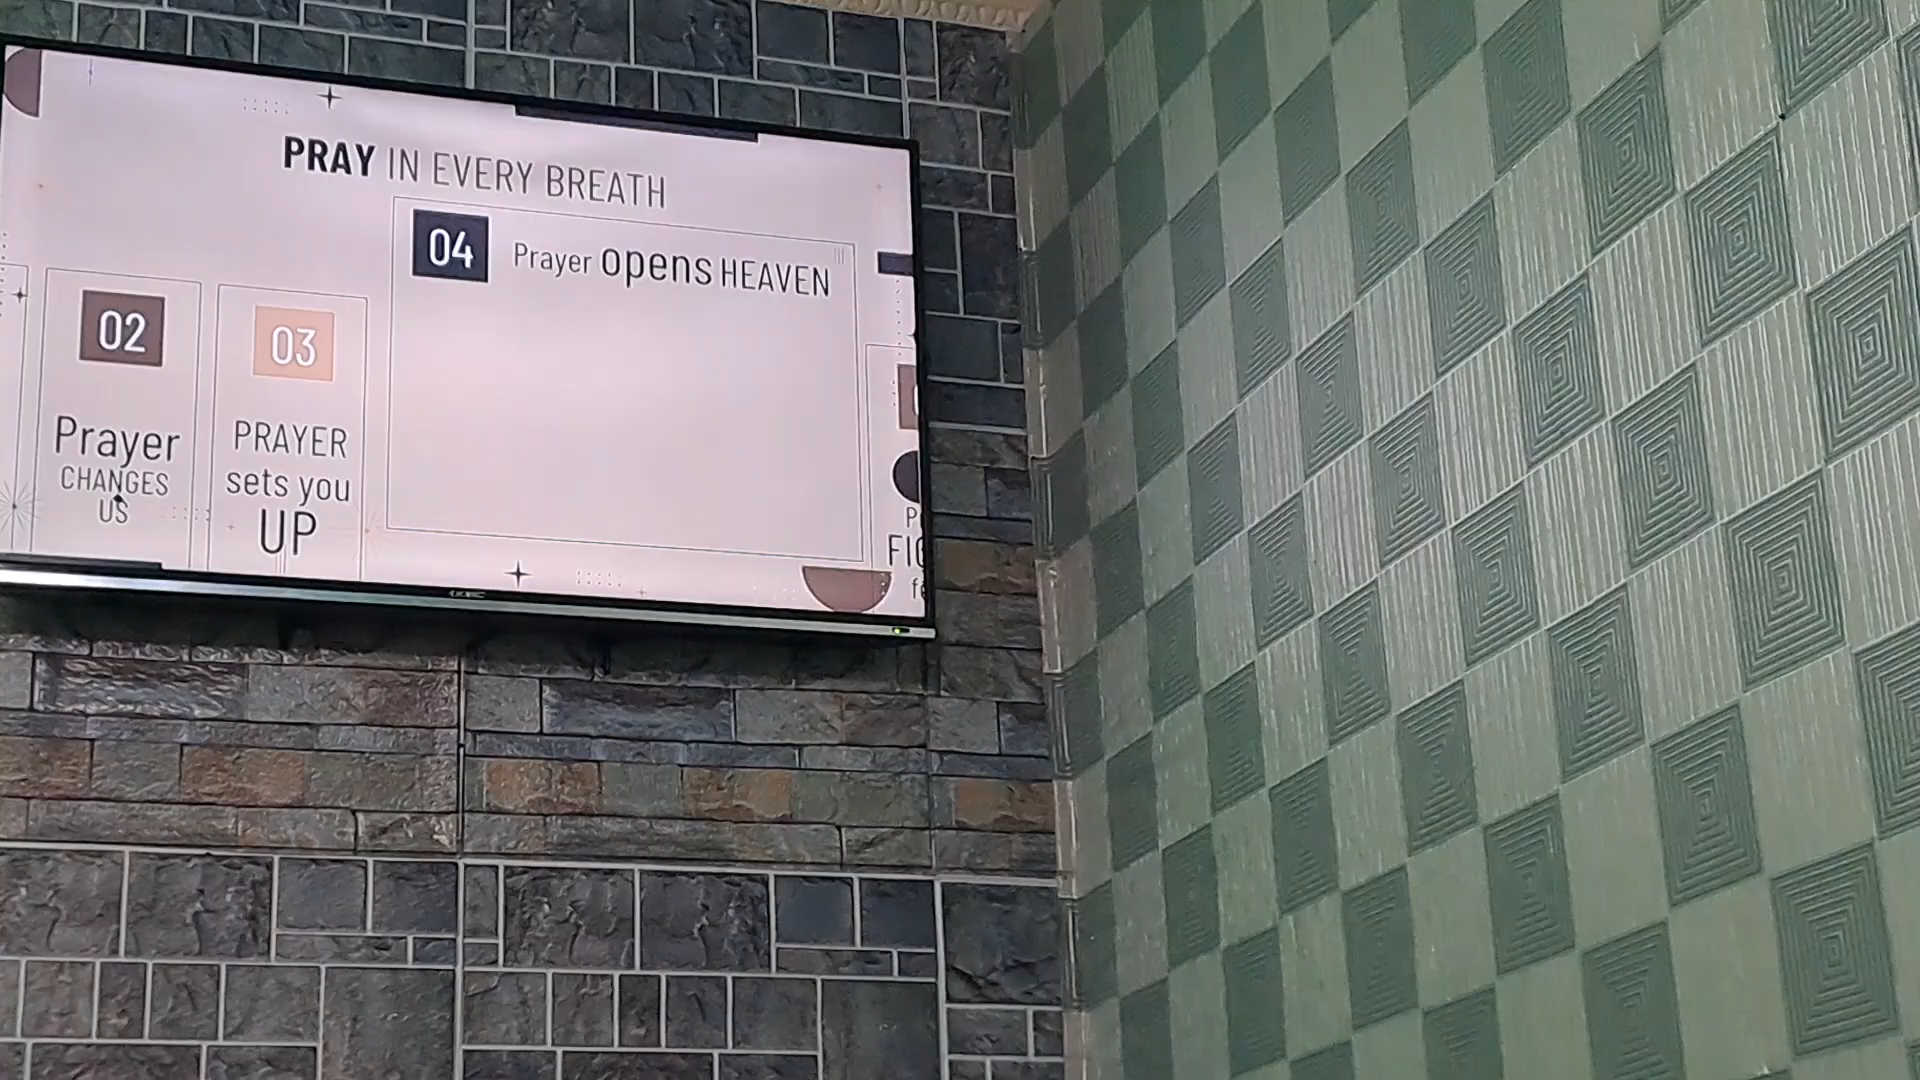 PRAY IN EVERY BREATH
02
Prayer
CHANGES
US
03
PRAYER
sets you
UP
04
Prayer opens HEAVEN